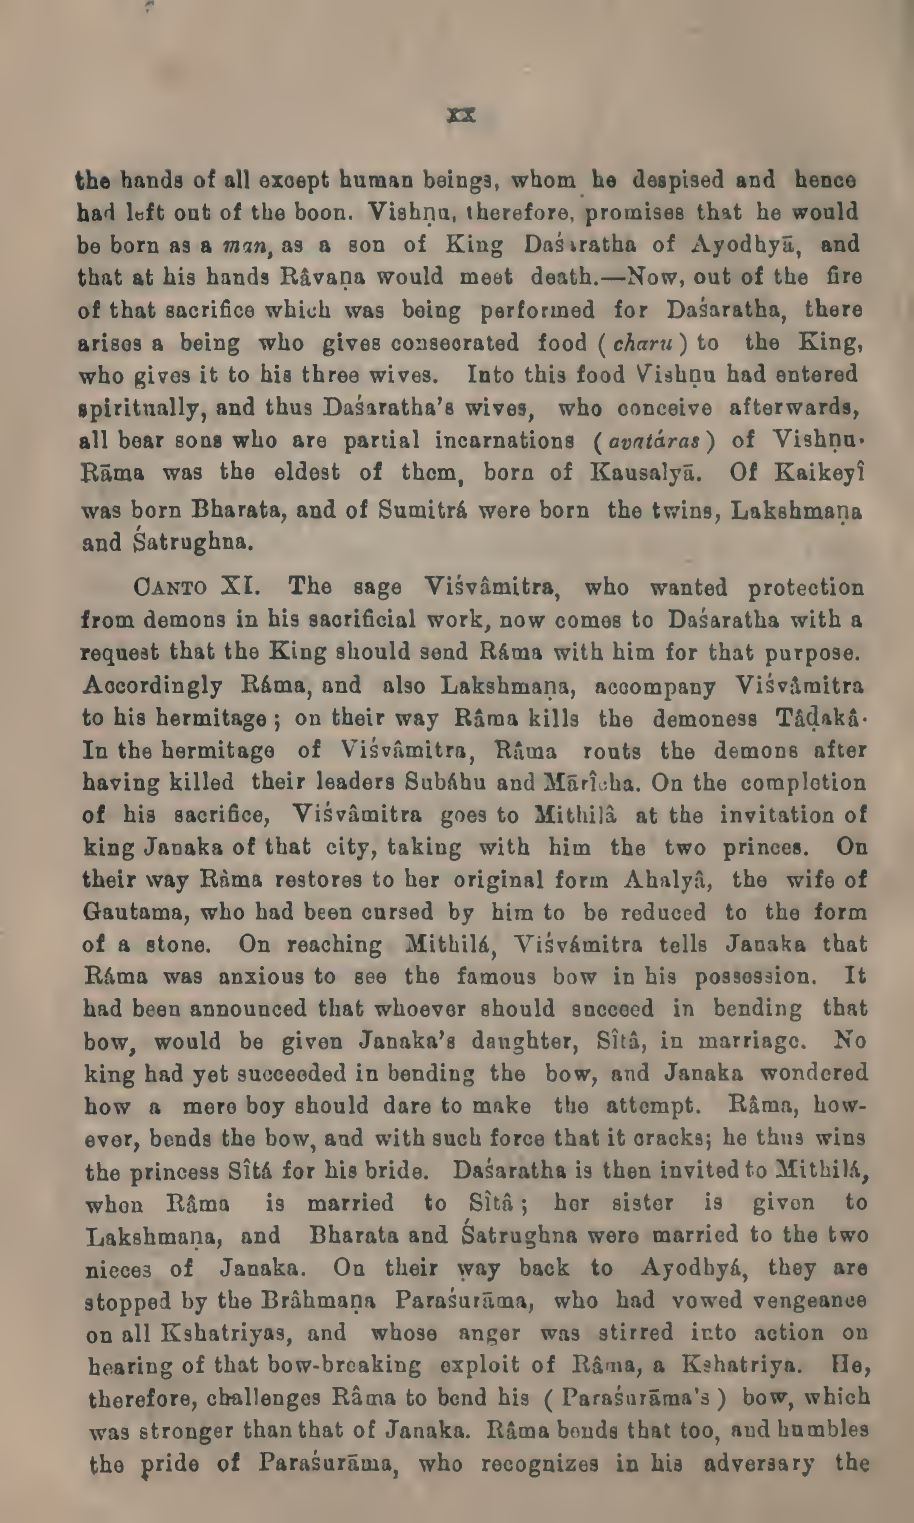 xx
the hands of all except human beings, whom he despised and hence
had left out of the boon. Vishṇu, therefore, promises that he would
be born as a man, as a son of King Daśaratha of Ayodhyā, and
that at his hands Râvaṇa would meet death.—Now, out of the fire
of that sacrifice which was being performed for Daśaratha, there
arises a being who gives consecrated food ( charu ) to the King,
who gives it to his three wives. Into this food Vishṇu had entered
spiritually, and thus Daśaratha's wives, who conceive afterwards,
all bear sons who are partial incarnations ( avatáras ) of Vishṇu.
Rāma was the eldest of them, born of Kausalyā. Of Kaikeyî
was born Bharata, and of Sumitrá were born the twins, Lakshmaṇa
and Śatrughna.
CANTO XI. The sage Viśvâmitra, who wanted protection
from demons in his sacrificial work, now comes to Daśaratha with a
request that the King should send Ráma with him for that purpose.
Accordingly Ráma, and also Lakshmaṇa, accompany Viśvâmitra
to his hermitage ; on their way Râma kills the demoness Tâḍakâ.
In the hermitage of Viśvâmitra, Râma routs the demons after
having killed their leaders Subáhu and Mārîcha. On the completion
of his sacrifice, Viśvâmitra goes to Mithilâ at the invitation of
king Janaka of that city, taking with him the two princes. On
their way Râma restores to her original form Ahalyâ, the wife of
Gautama, who had been cursed by him to be reduced to the form
of a stone. On reaching Mithilá, Viśvámitra tells Janaka that
Ráma was anxious to see the famous bow in his possession. It
had been announced that whoever should succeed in bending that
bow, would be given Janaka's daughter, Sîtâ, in marriage. No
king had yet succeeded in bending the bow, and Janaka wondered
how a mere boy should dare to make the attempt. Râma, how-
ever, bends the bow, and with such force that it cracks; he thus wins
the princess Sîtá for his bride. Daśaratha is then invited to Mithilá,
when Râma is married to Sîtâ ; her sister is given to
Lakshmaṇa, and Bharata and Śatrughna were married to the two
nieces of Janaka. On their way back to Ayodhyá, they are
stopped by the Brâhmaṇa Paraśurāma, who had vowed vengeance
on all Kshatriyas, and whose anger was stirred into action on
hearing of that bow-breaking exploit of Râma, a Kshatriya. He,
therefore, challenges Râma to bend his ( Paraśurāma's ) bow, which
was stronger than that of Janaka. Râma bends that too, and humbles
the pride of Paraśurāma, who recognizes in his adversary the